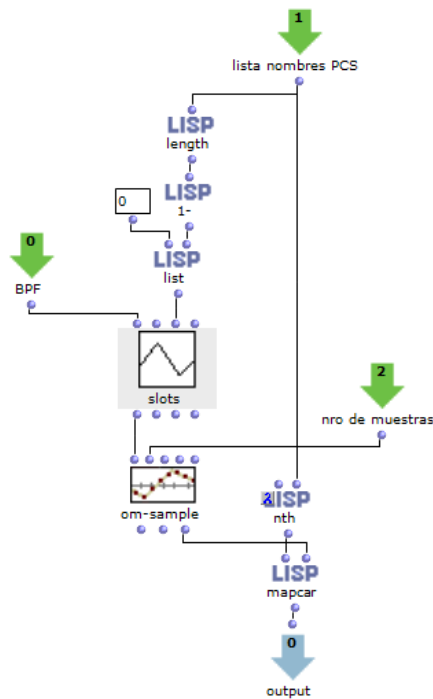 1
lista nombres PCS
LISP
length
LISP
1-
0
0
LISP
list
BPF
slots
2
nro de muestras
om-sample
LISP
nth
LISP
mapcar
0
output